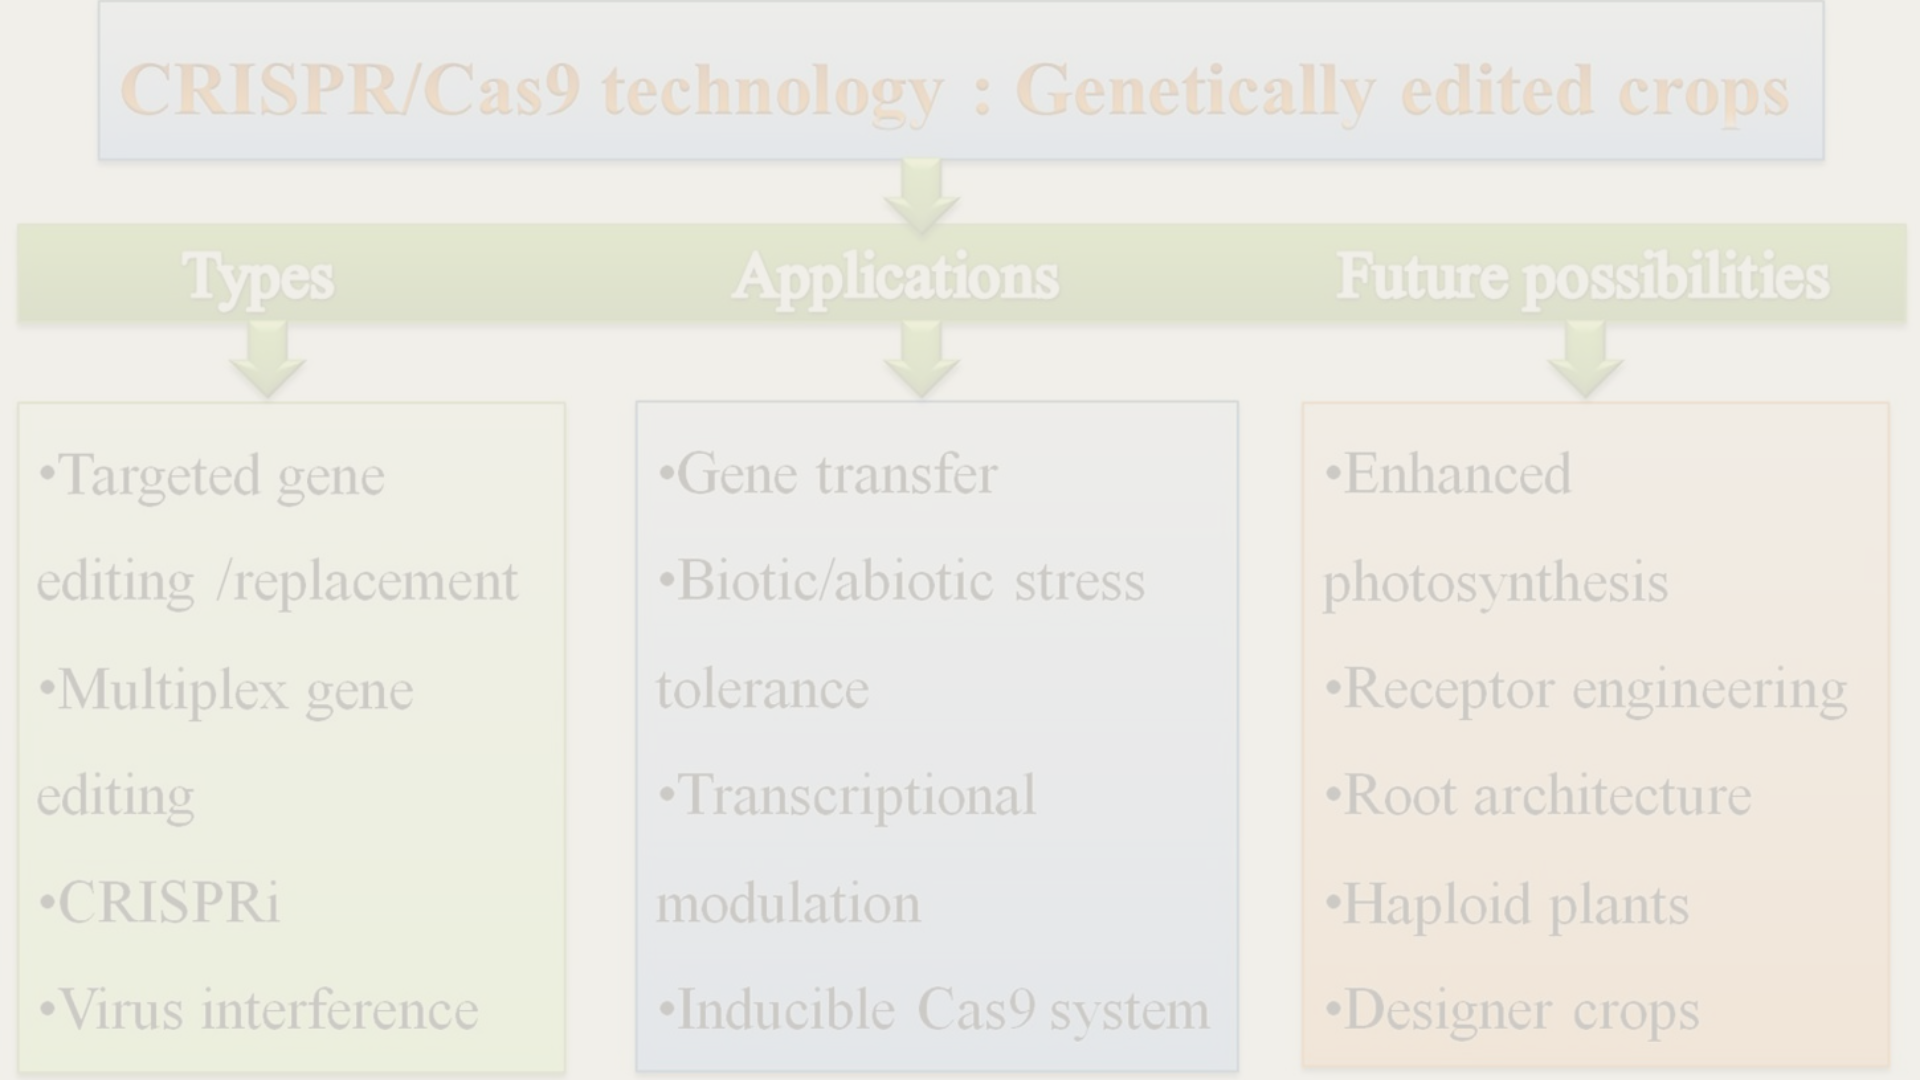 CRISPR/Cas9 technology : Genetically edited crops
Types
Applications
Future possibilities
•Targeted gene
editing /replacement
•Multiplex gene
editing
•CRISPRi
•Virus interference
•Gene transfer
•Biotic/abiotic stress
tolerance
•Transcriptional
modulation
•Inducible Cas9 system
•Enhanced
photosynthesis
•Receptor engineering
•Root architecture
•Haploid plants
•Designer crops